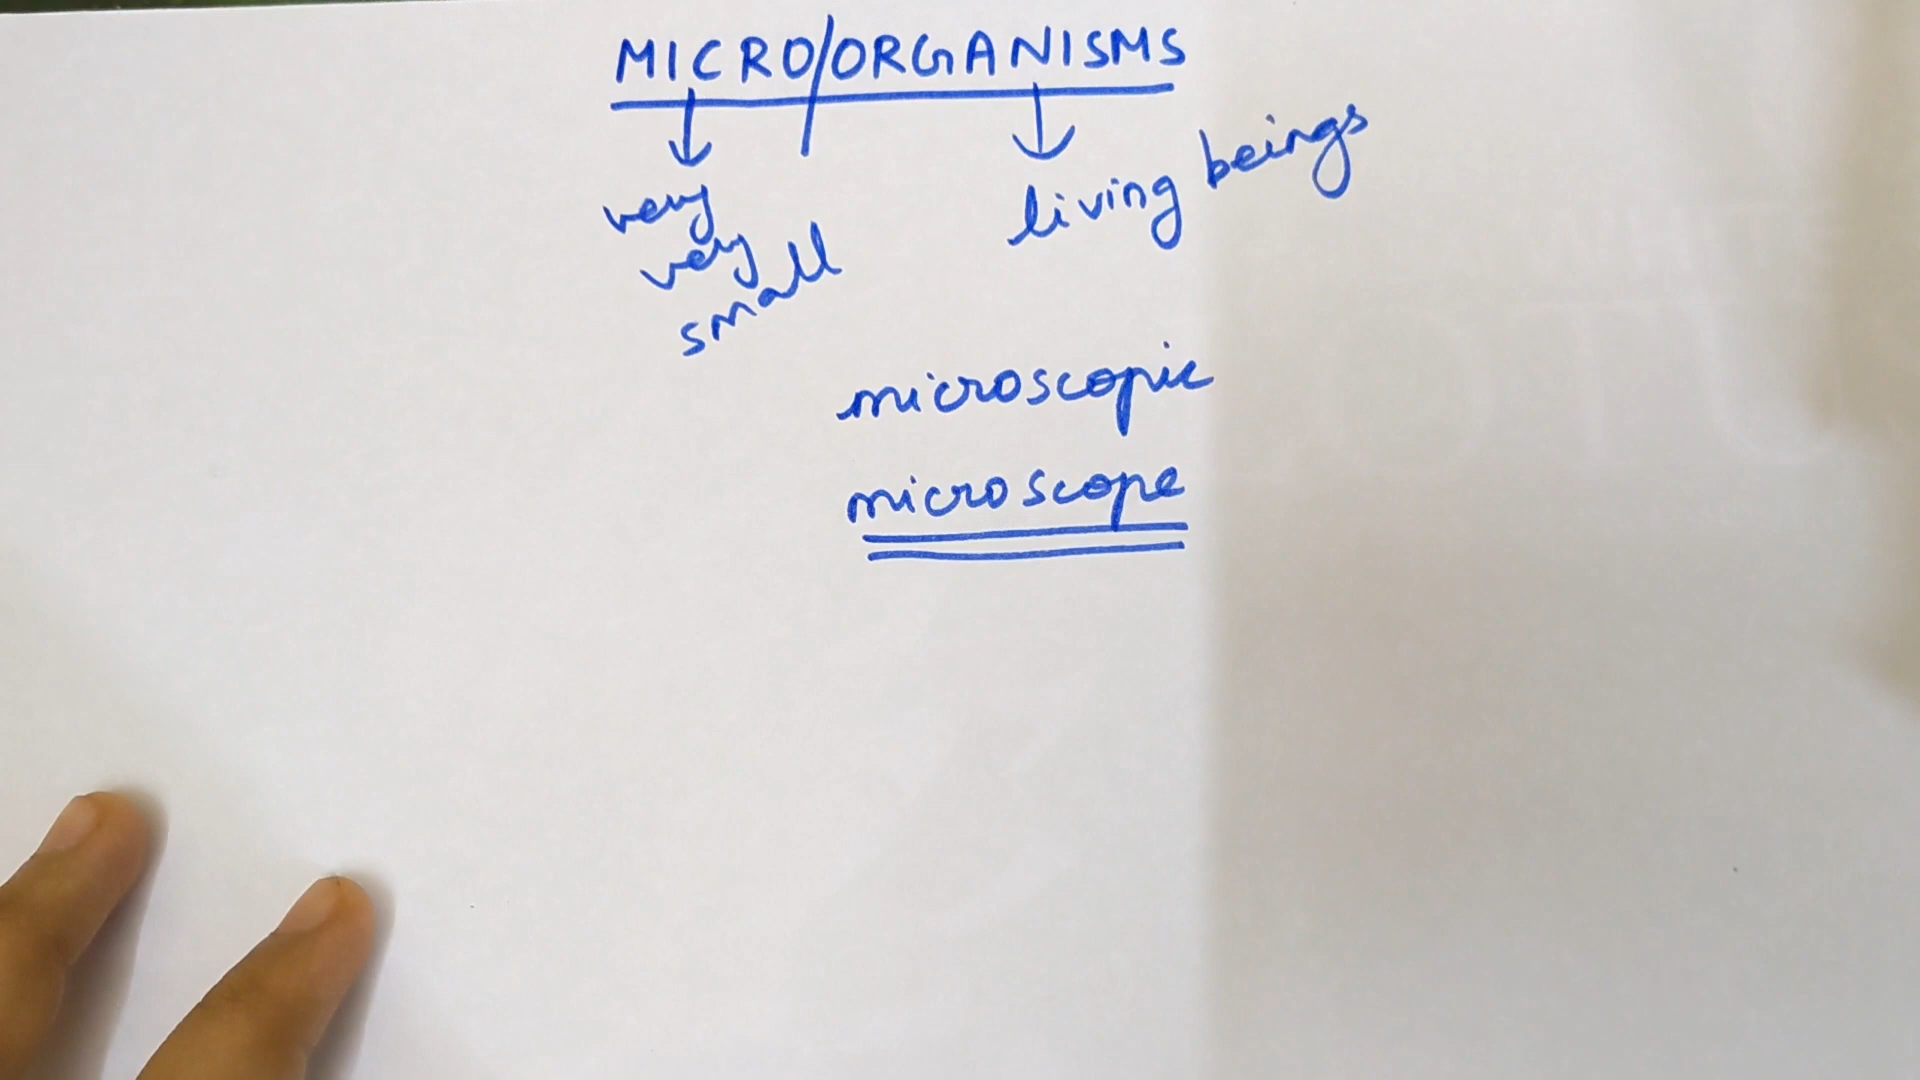 MICRO/ORGANISMS
very
very
small
living beings
microscopic
microscope